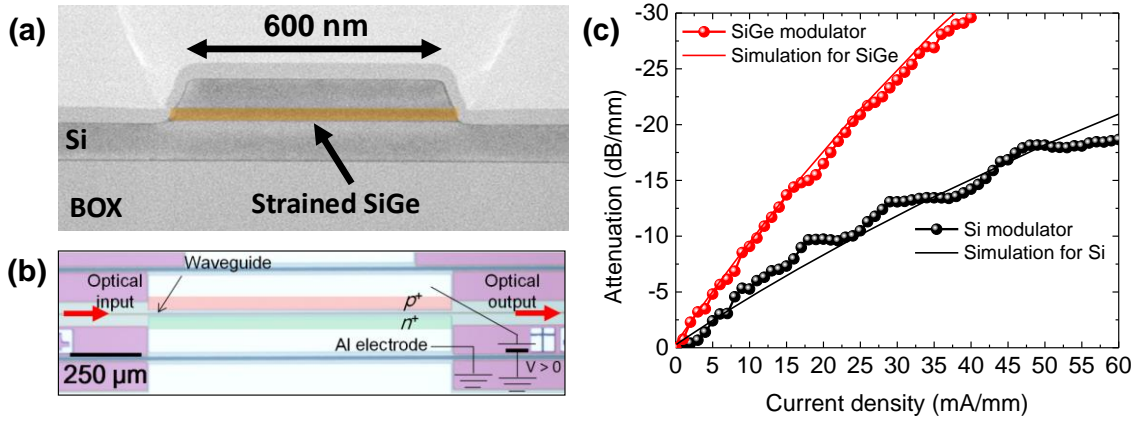 (a)
600 nm
Si
Strained SiGe
BOX
(b)
Waveguide
Optical
input
Optical
output
p+
n+
Al electrode
V > 0
250 µm
(c)
-30
-25
-20
-15
-10
-5
0
Attenuation (dB/mm)
SiGe modulator
Simulation for SiGe
Si modulator
Simulation for Si
0 5 10 15 20 25 30 35 40 45 50 55 60
Current density (mA/mm)